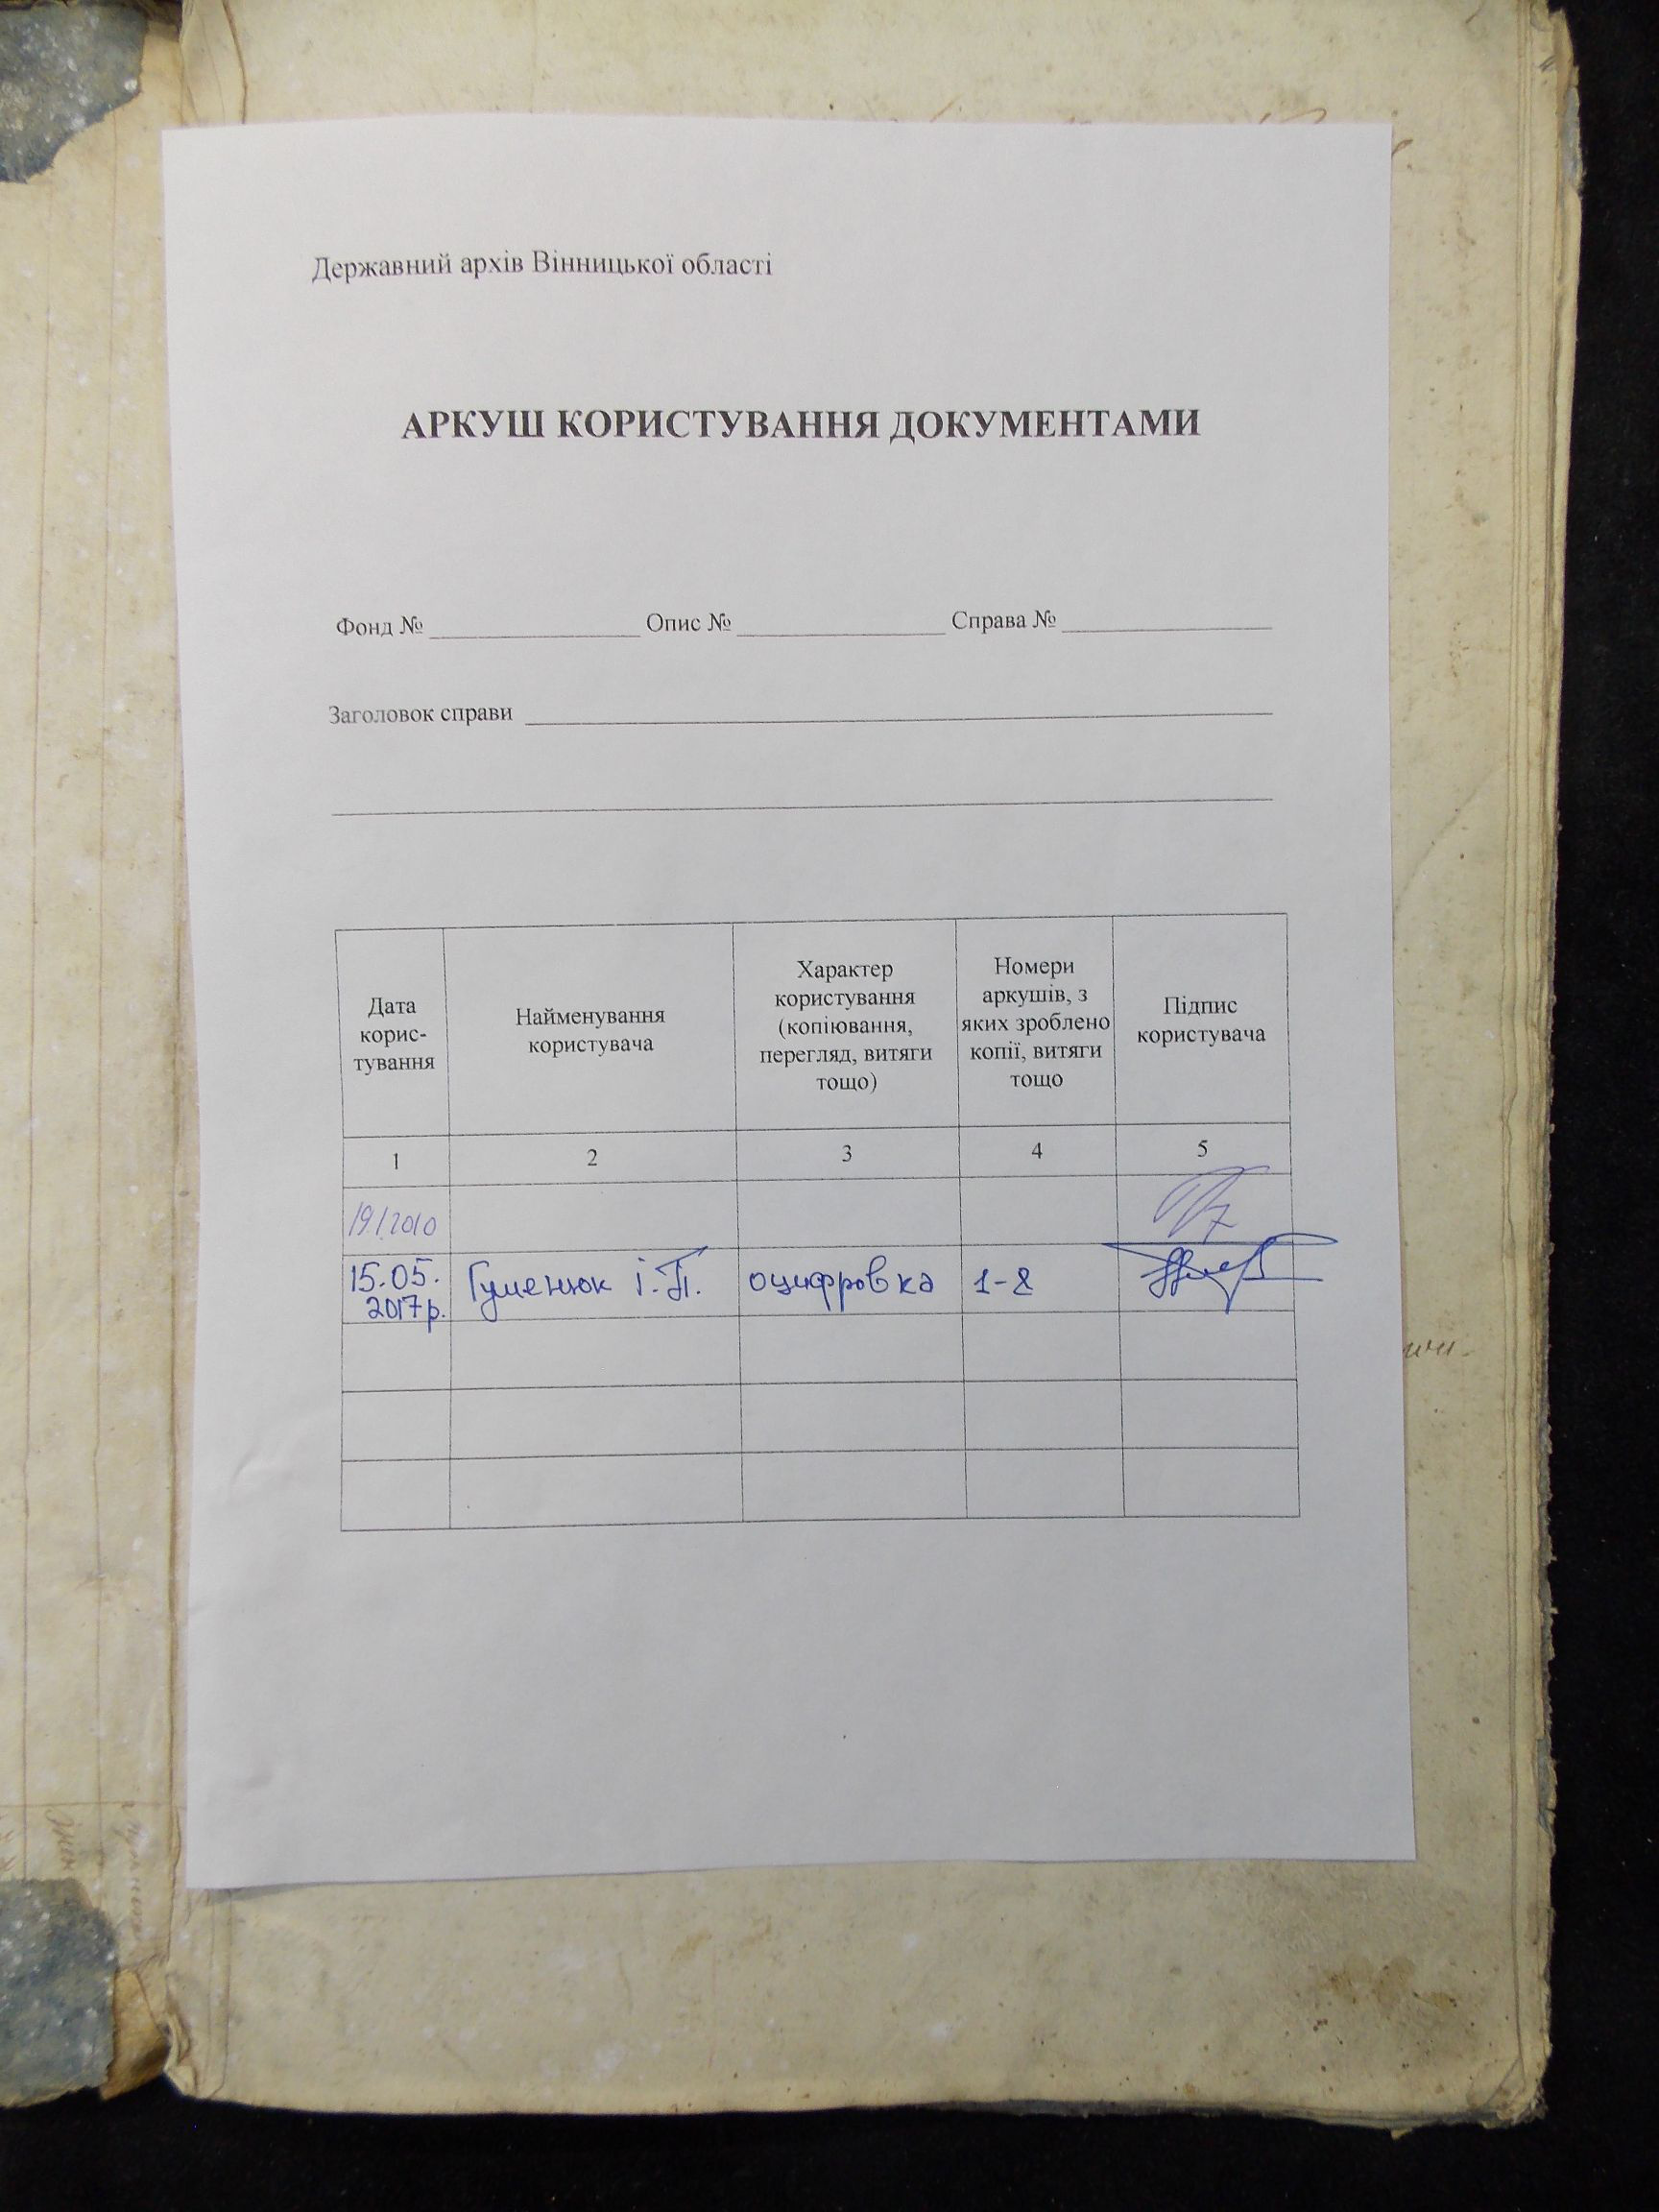 Державний архів Вінницької області
АРКУШ КОРИСТУВАННЯ ДОКУМЕНТАМИ
Фонд № Опис № Справа №
Заголовок справи
Дата
корис-
тування
Найменування
користувача
Характер
користування
(копіювання,
перегляд, витяги
тощо)
Номери
аркушів, з
яких зроблено
копії, витяги
тощо
Підпис
користувача
1 2 3 4 5
19.1.2010
15.05.
2017р.
Гуменюк І.П.
оцифровка
1-8